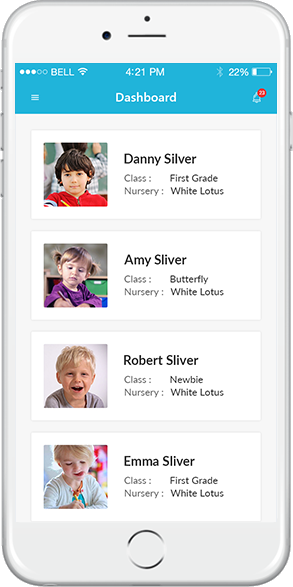 BELL 4:21 PM 22%
Dashboard 23
Danny Silver
Class : First Grade
Nursery : White Lotus
Amy Sliver
Class : Butterfly
Nursery : White Lotus
Robert Sliver
Class : Newbie
Nursery : White Lotus
Emma Sliver
Class : First Grade
Nursery : White Lotus